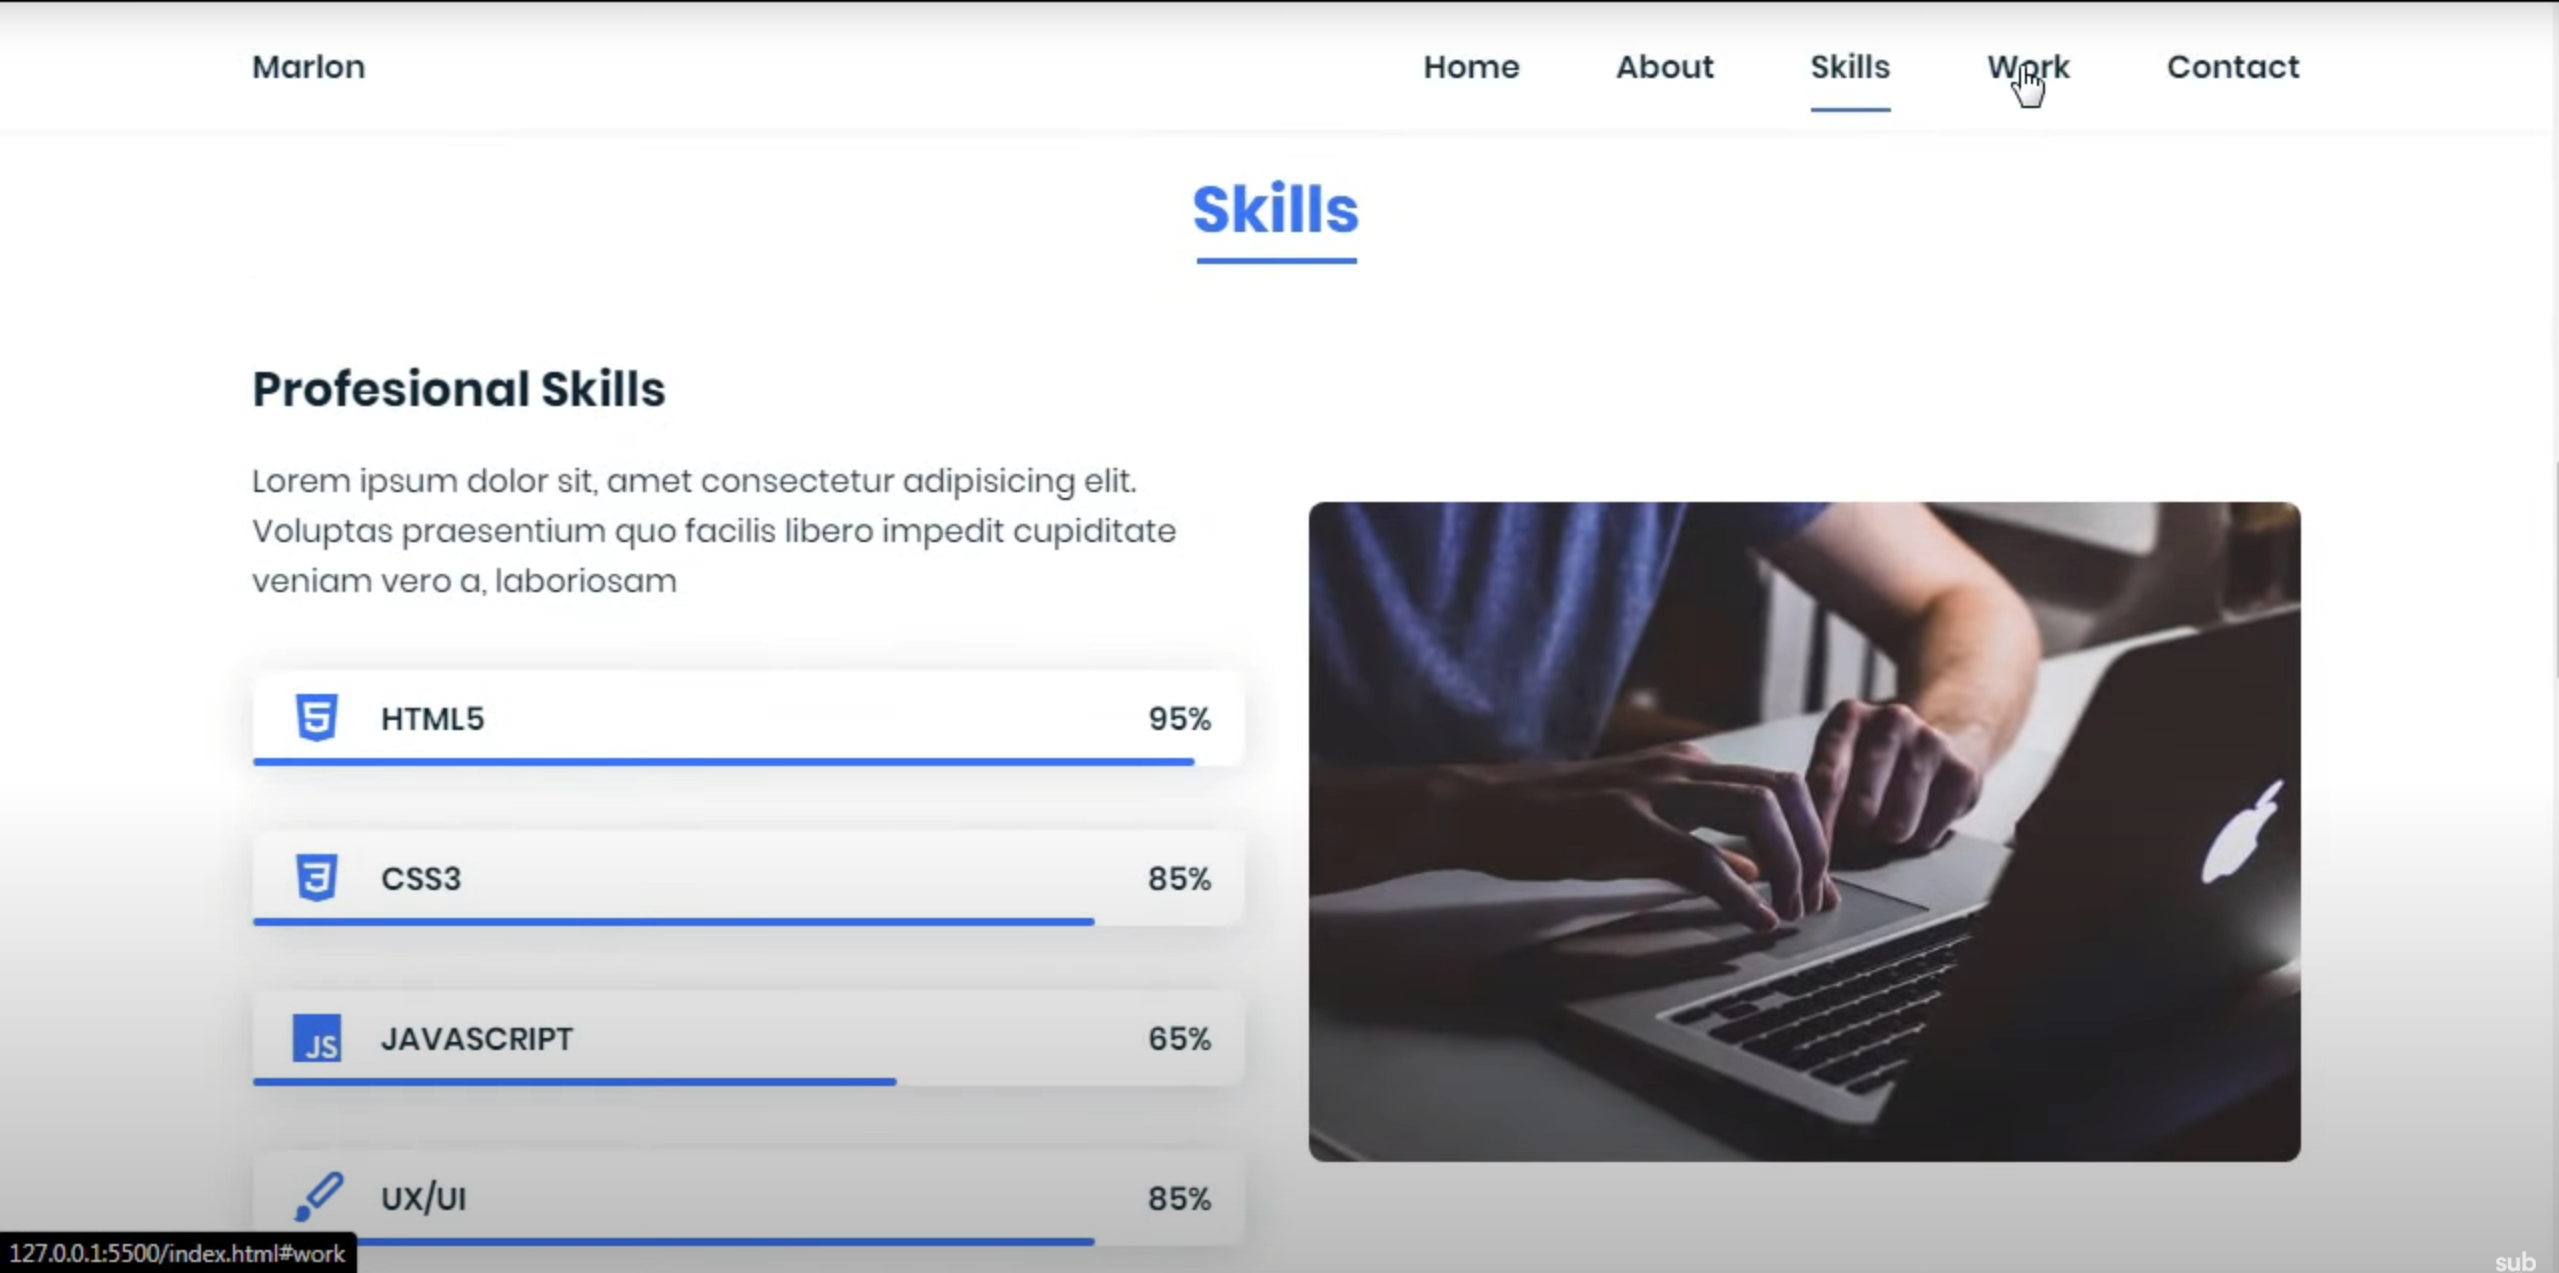 Marlon
Home About Skills Work Contact
Skills
Profesional Skills
Lorem ipsum dolor sit, amet consectetur adipisicing elit.
Voluptas praesentium quo facilis libero impedit cupiditate
veniam vero a, laboriosam
5 HTML5 95%
3 CSS3 85%
JS JAVASCRIPT 65%
UX/UI 85%
127.0.0.1:5500/index.html#work
sub